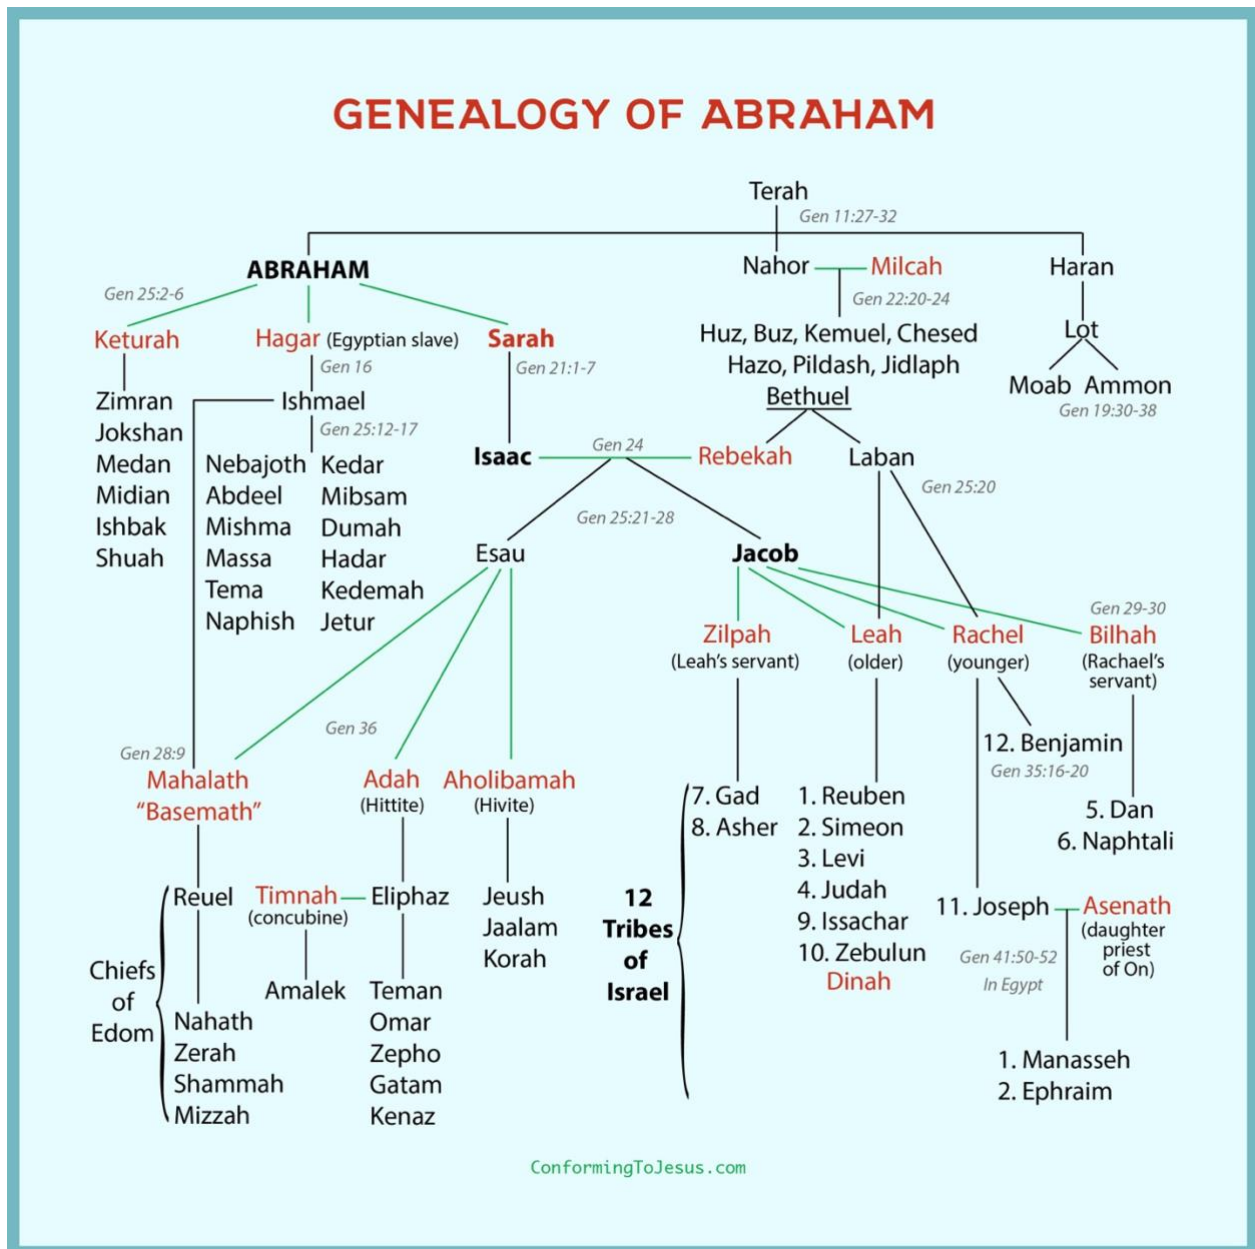 GENEALOGY OF ABRAHAM
Terah
Gen 11:27-32
ABRAHAM
Nahor
Milcah
Haran
Gen 25:2-6
Gen 22:20-24
Keturah
Hagar (Egyptian slave)
Sarah
Huz, Buz, Kemuel, Chesed
Hazo, Pildash, Jidlaph
Bethuel
Lot
Gen 16
Gen 21:1-7
Moab Ammon
Gen 19:30-38
Zimran
Jokshan
Medan
Midian
Ishbak
Shuah
Ishmael
Gen 25:12-17
Nebajoth
Abdeel
Mishma
Massa
Tema
Naphish
Kedar
Mibsam
Dumah
Hadar
Kedemah
Jetur
Isaac
Gen 24
Rebekah
Laban
Gen 25:20
Gen 25:21-28
Esau
Jacob
Gen 29-30
Zilpah
(Leah's servant)
Leah
(older)
Rachel
(younger)
Bilhah
(Rachael's
servant)
Gen 36
Gen 28:9
Mahalath
"Basemath"
Adah
(Hittite)
Aholibamah
(Hivite)
12. Benjamin
Gen 35:16-20
7. Gad
8. Asher
1. Reuben
2. Simeon
3. Levi
4. Judah
9. Issachar
10. Zebulun
Dinah
5. Dan
6. Naphtali
Reuel
Timnah
(concubine)
Eliphaz
Jeush
Jaalam
Korah
12
Tribes
of
Israel
11. Joseph
Asenath
(daughter
priest
of On)
Gen 41:50-52
In Egypt
Chiefs
of
Edom
Amalek
Nahath
Zerah
Shammah
Mizzah
Teman
Omar
Zepho
Gatam
Kenaz
1. Manasseh
2. Ephraim
ConformingToJesus.com